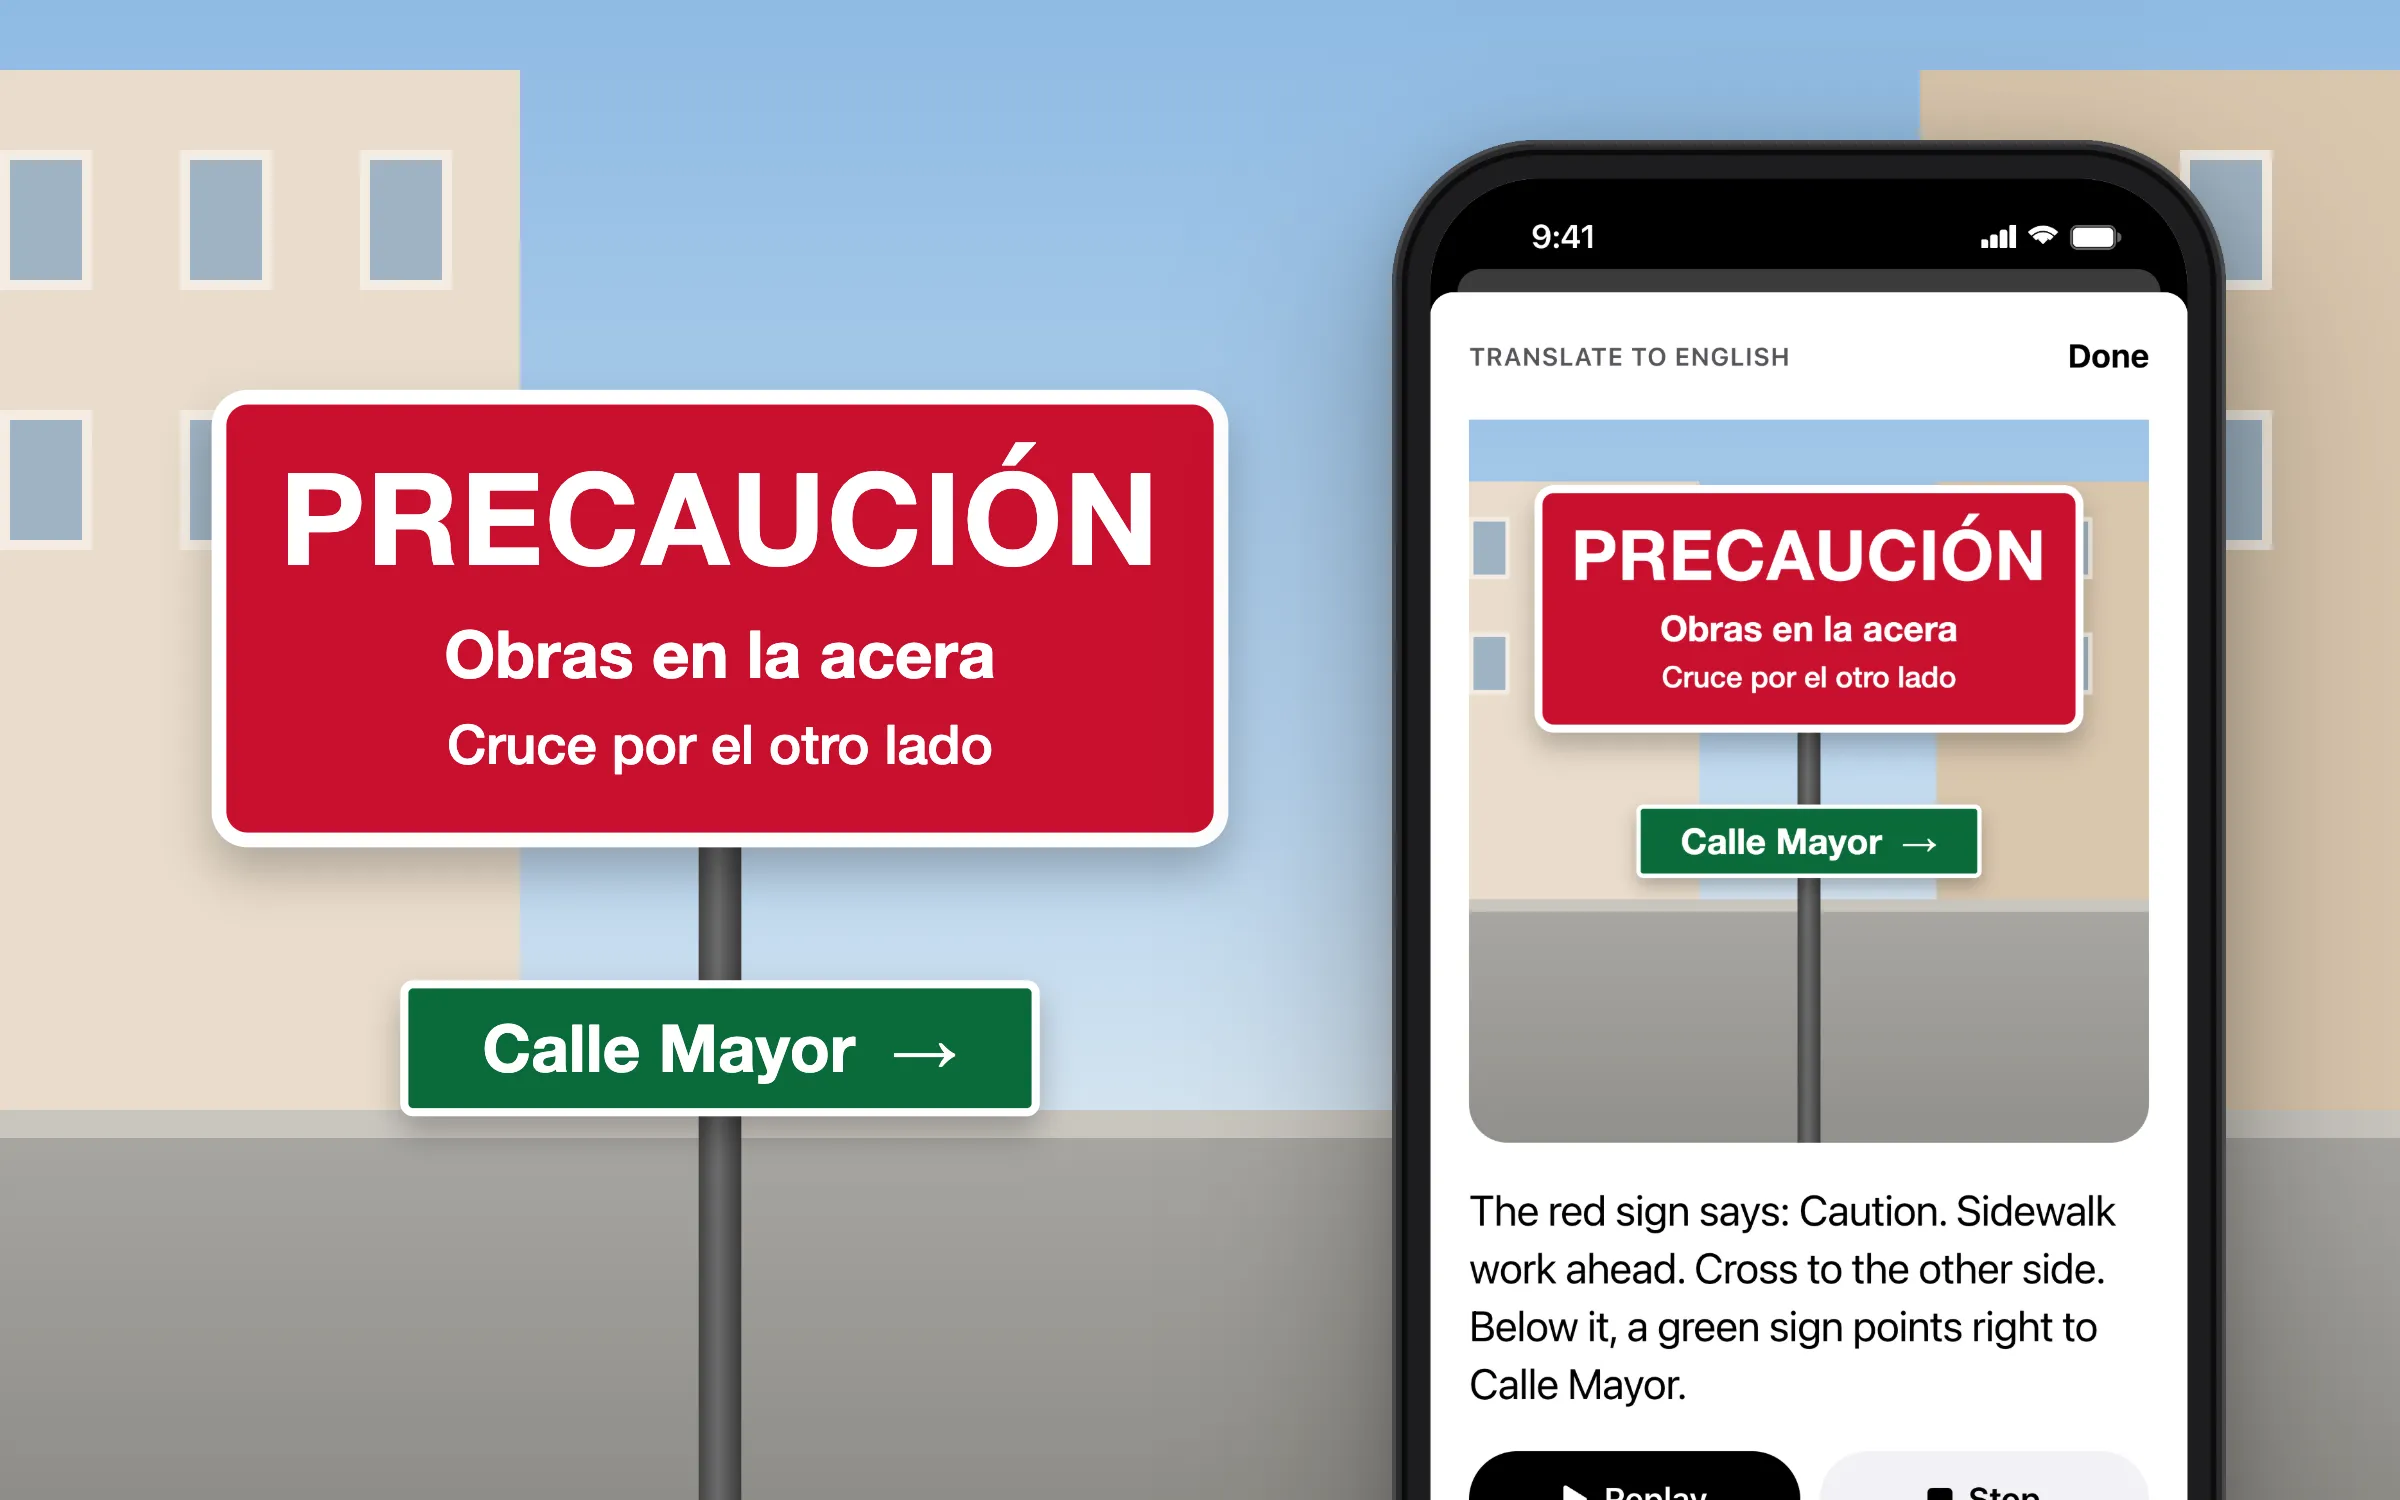 PRECAUCIÓN
Obras en la acera
Cruce por el otro lado
Calle Mayor →
9:41
TRANSLATE TO ENGLISH
Done
PRECAUCIÓN
Obras en la acera
Cruce por el otro lado
Calle Mayor →
The red sign says: Caution. Sidewalk
work ahead. Cross to the other side.
Below it, a green sign points right to
Calle Mayor.
Replay
Stop